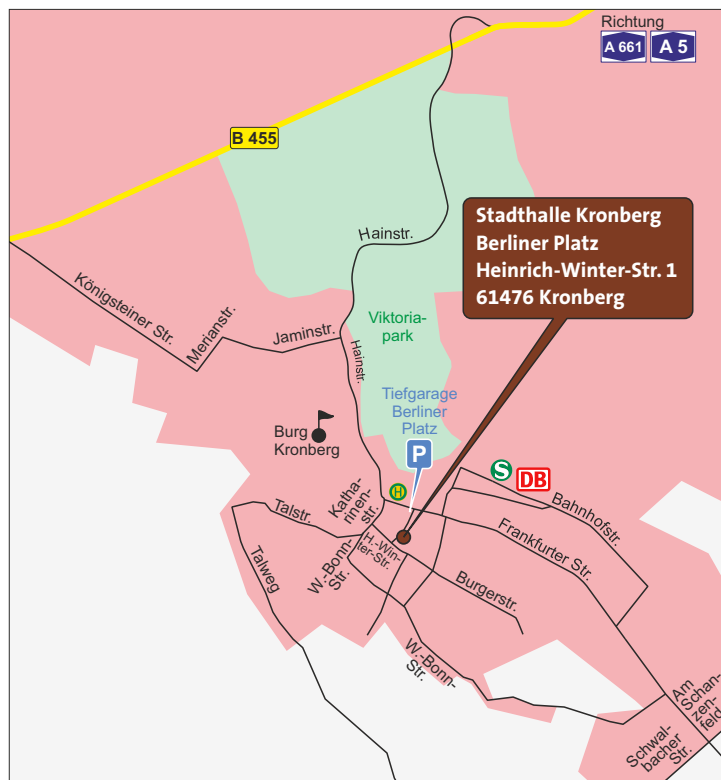 Richtung
A 661 A 5
B 455
Stadthalle Kronberg
Berliner Platz
Heinrich-Winter-Str. 1
61476 Kronberg
Hainstr.
Königsteiner Str.
Merianstr.
Jaminstr.
Hainstr.
Viktoria-
park
Tiefgarage
Berliner
Platz
P
Burg
Kronberg
S
DB
H
Bahnhofstr.
Katha-
rinen-
str.
Talstr.
Frankfurter Str.
H.-Win-
ter-Str.
W.-Bonn-
Str.
Talweg
Burgerstr.
W.-Bonn-
Str.
Am
Schan-
zen-
feld
Schwal-
bacher
Str.